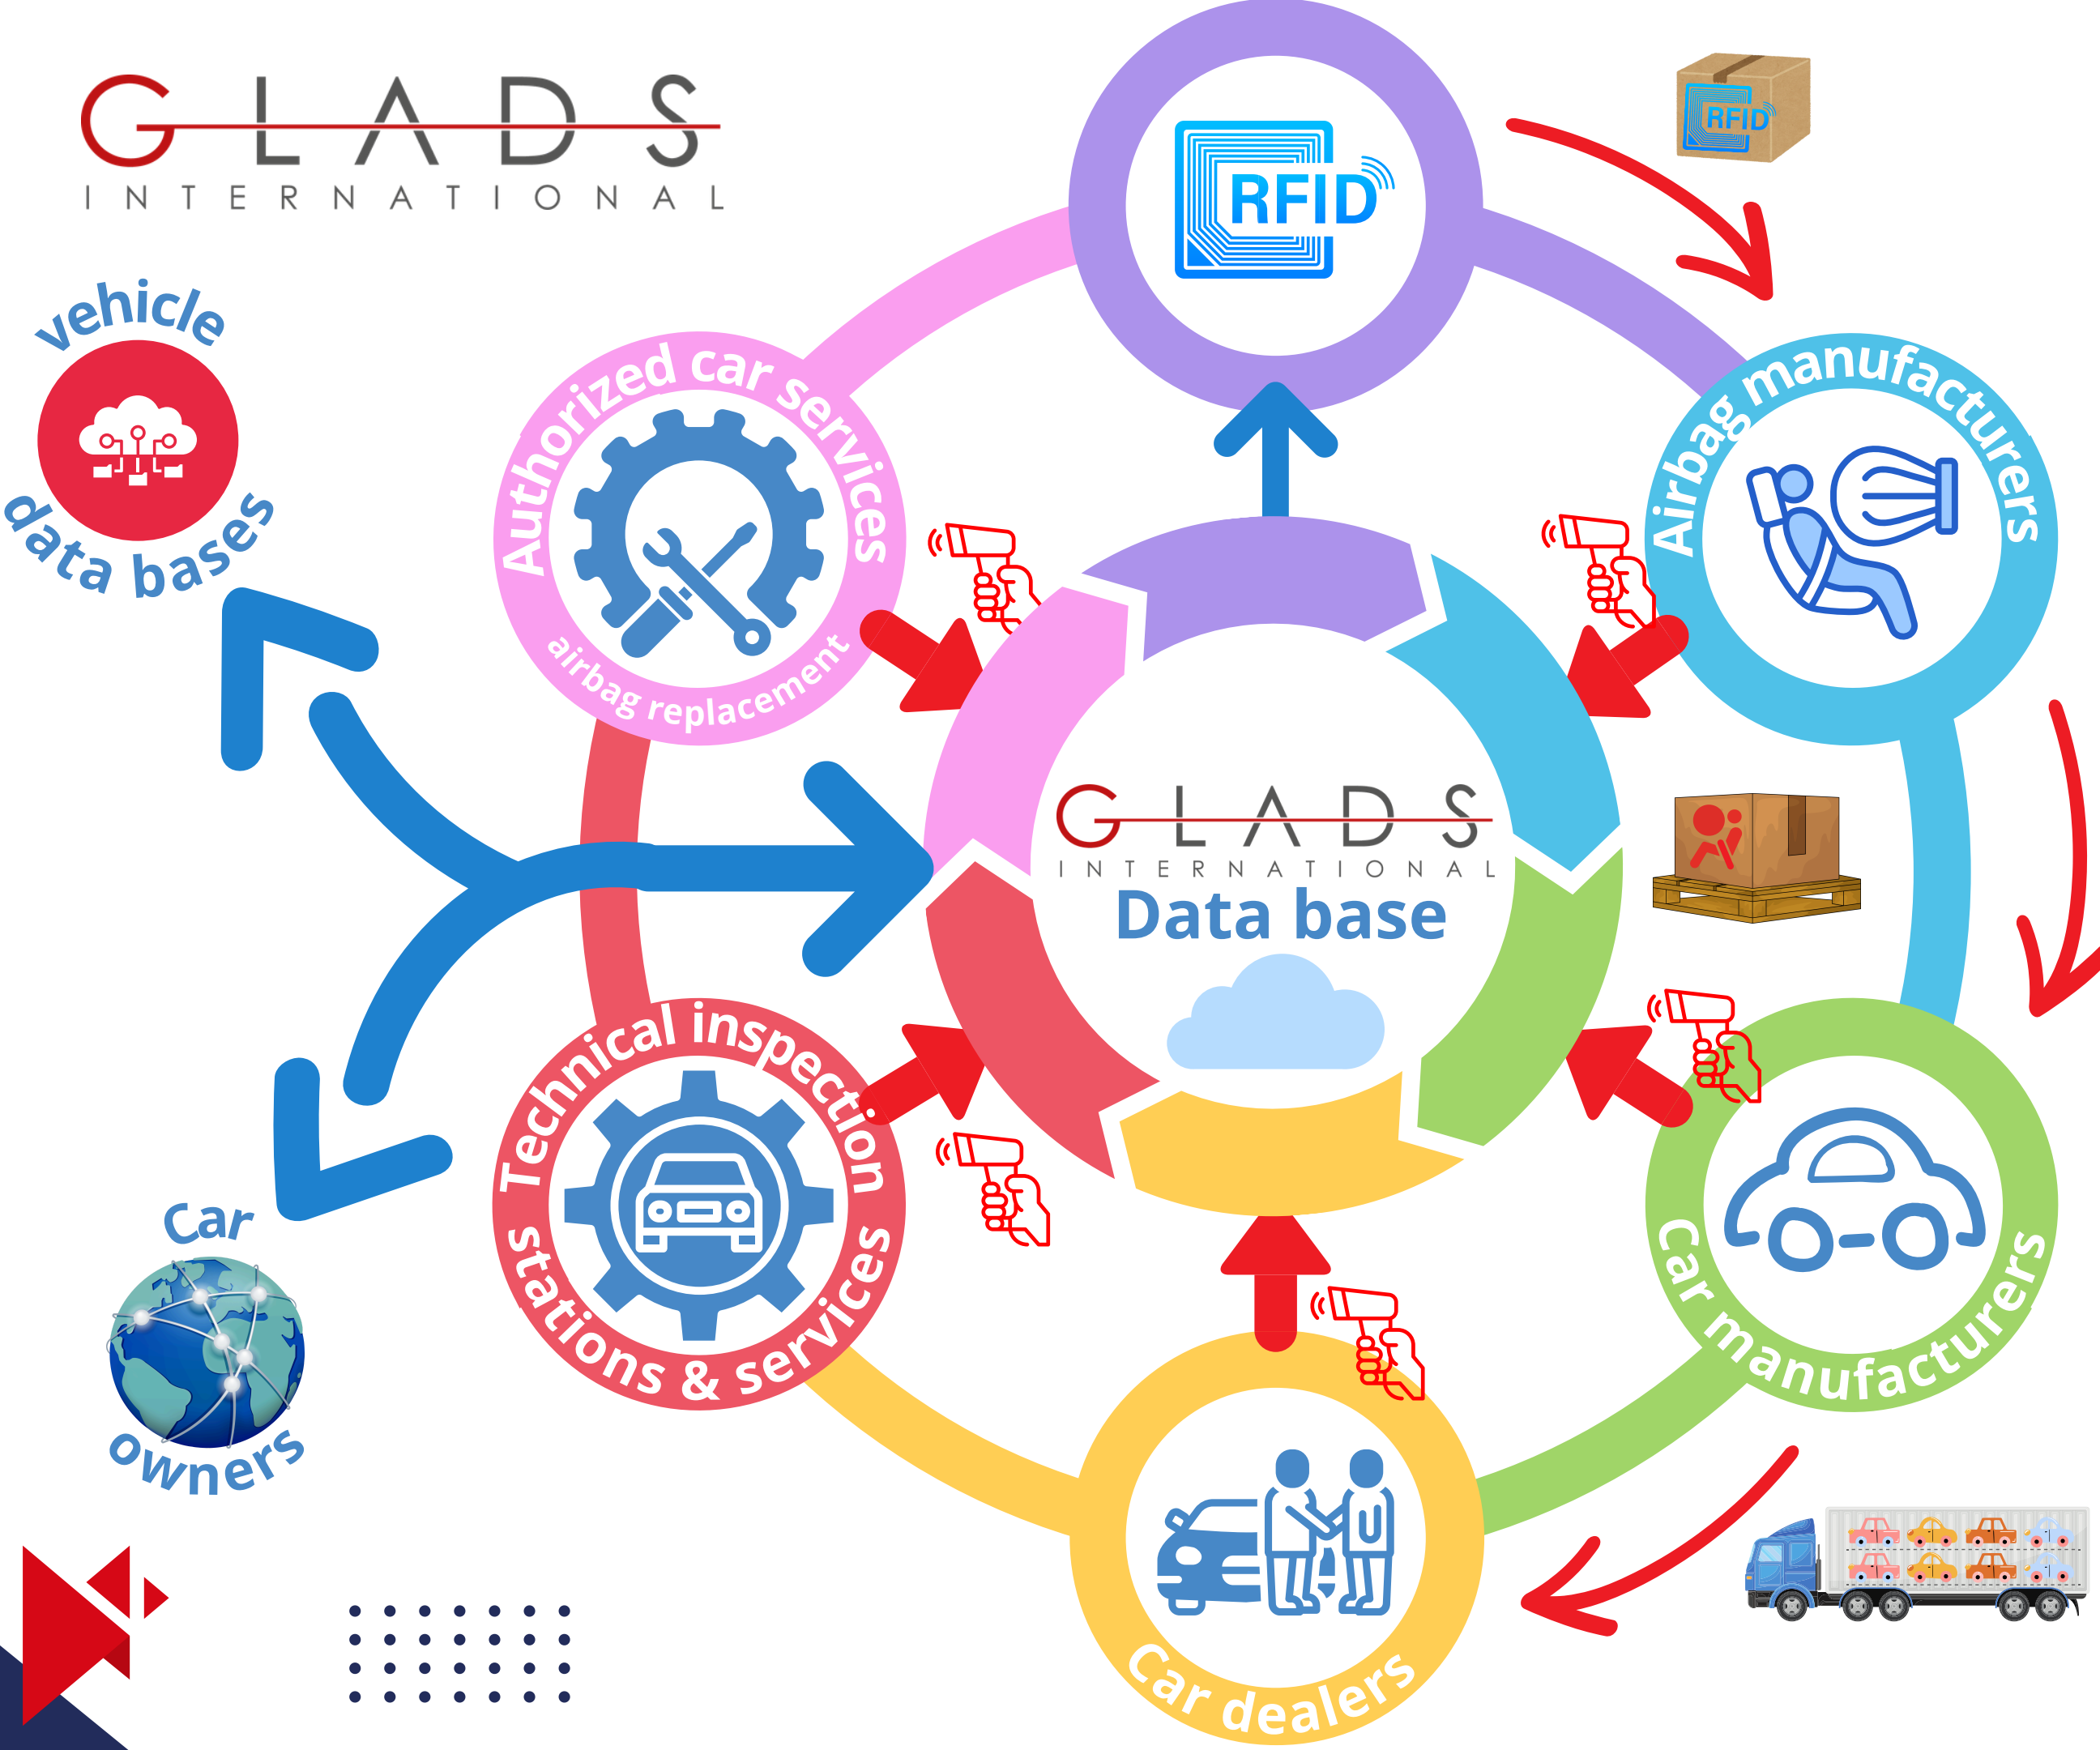 GLADS
INTERNATIONAL
RFID
RFID
vehicle
data bases
Authorized car services
airbag replacement
Airbag manufacturers
GLADS
INTERNATIONAL
Data base
Technical inspection
stations & services
Car manufacturers
Car
owners
Car dealers